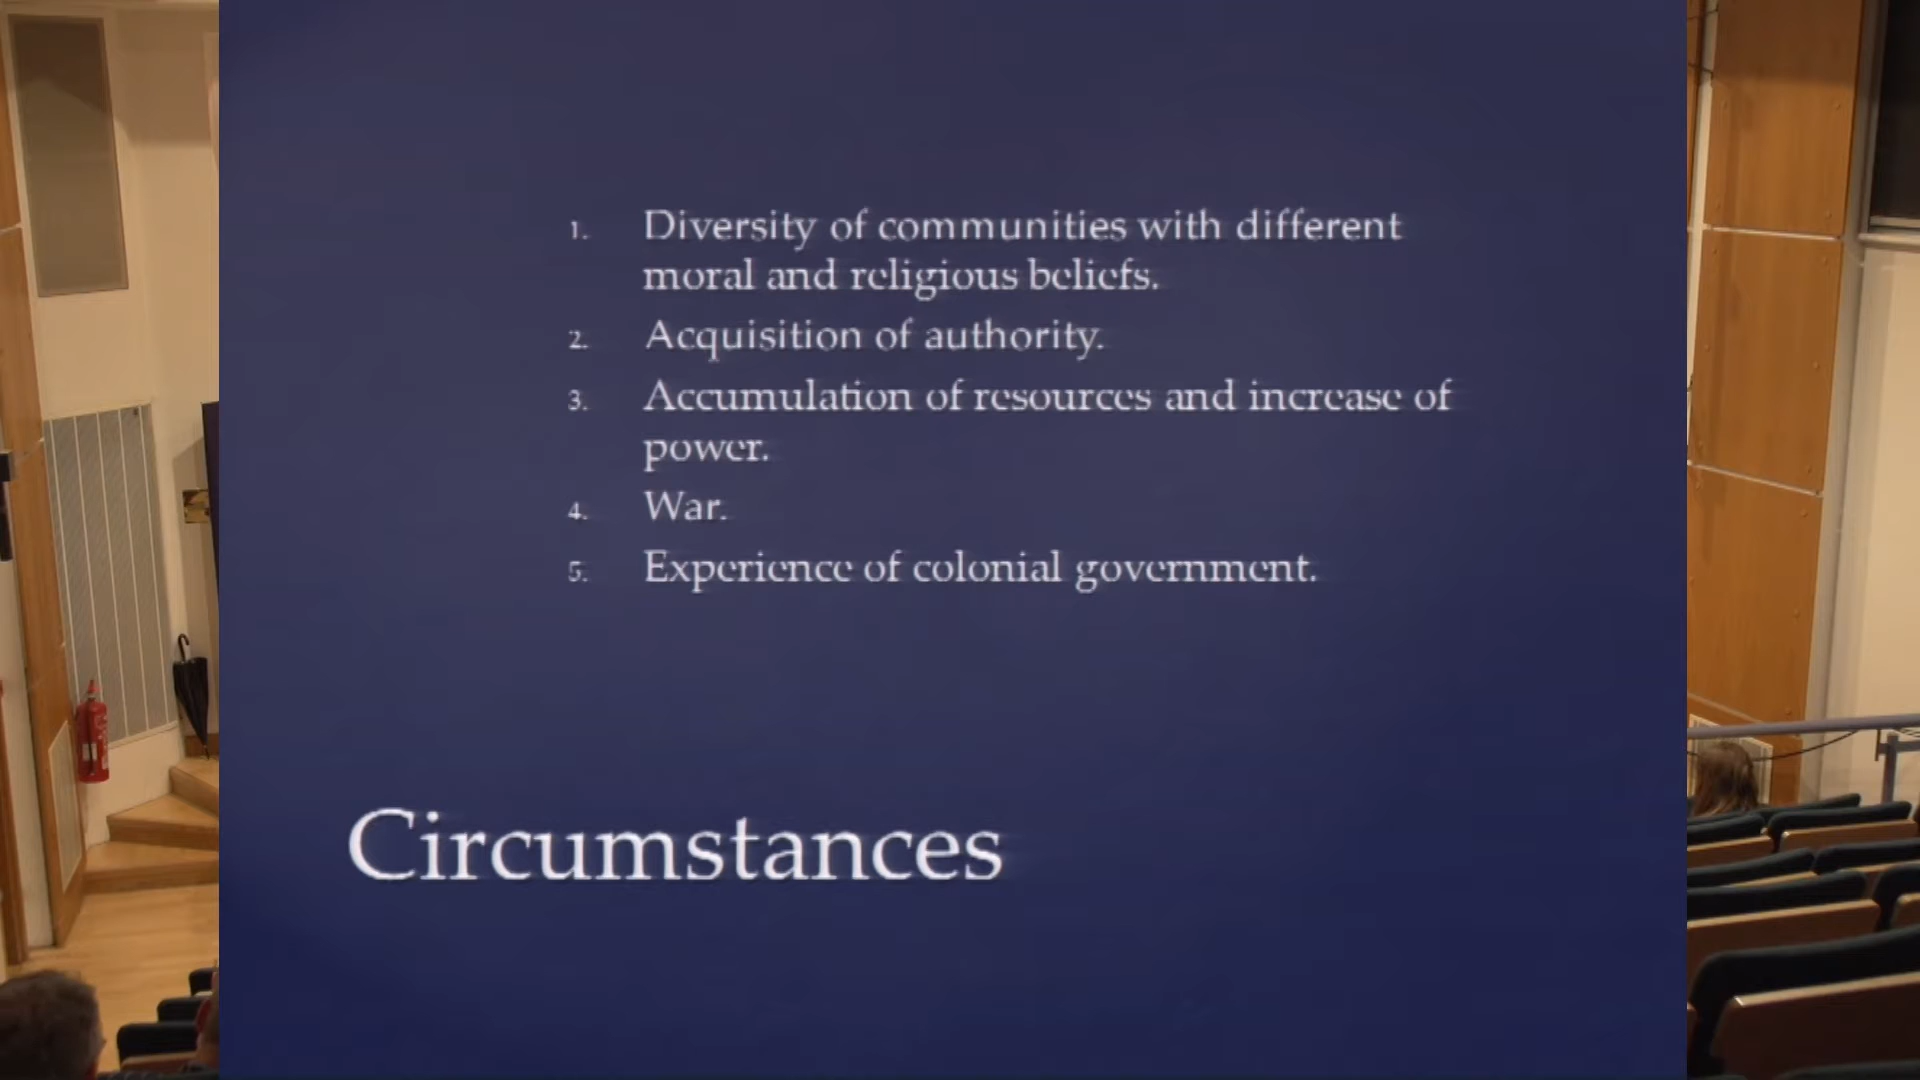 1. Diversity of communities with different
moral and religious beliefs.
2. Acquisition of authority.
3. Accumulation of resources and increase of
power.
4. War.
5. Experience of colonial government.
Circumstances